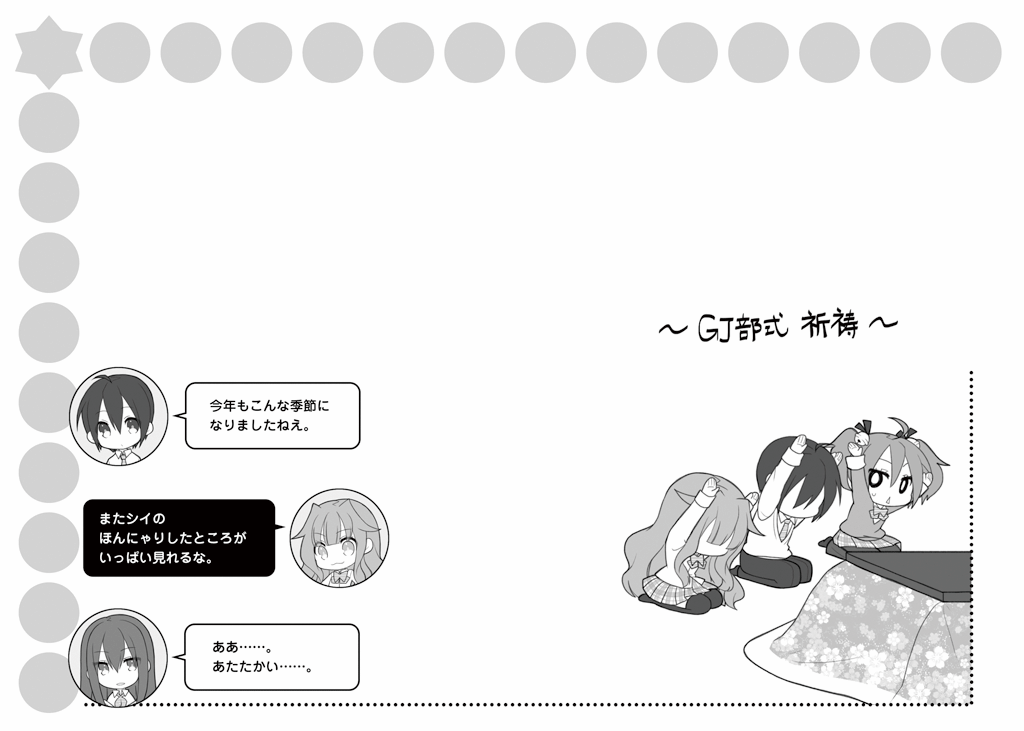 ～GJ部式 祈祷～
今年もこんな季節に
なりましたねえ。
またシイの
ほんにゃりしたところが
いっぱい見れるな。
ああ……。
あたたかい……。